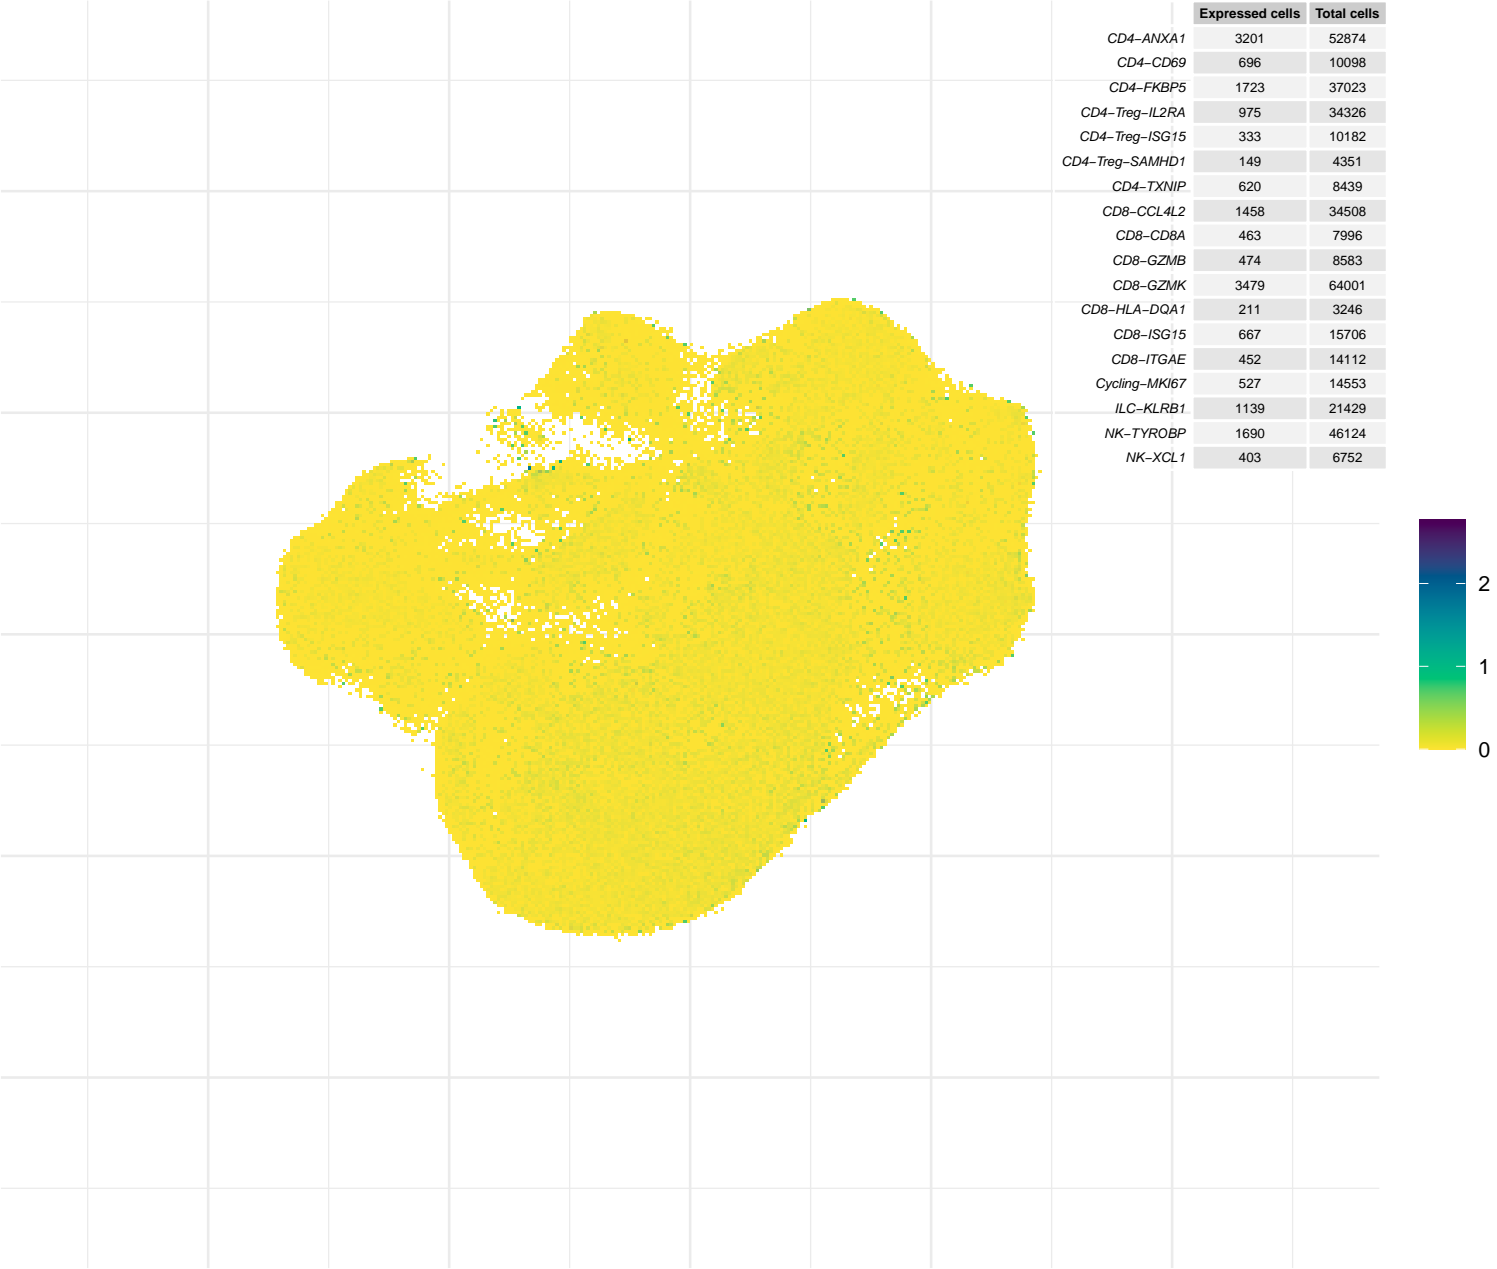 Expressed cells Total cells
CD4−ANXA1 3201 52874
CD4−CD69 696 10098
CD4−FKBP5 1723 37023
CD4−Treg−IL2RA 975 34326
CD4−Treg−ISG15 333 10182
CD4−Treg−SAMHD1 149 4351
CD4−TXNIP 620 8439
CD8−CCL4L2 1458 34508
CD8−CD8A 463 7996
CD8−GZMB 474 8583
CD8−GZMK 3479 64001
CD8−HLA−DQA1 211 3246
CD8−ISG15 667 15706
CD8−ITGAE 452 14112
Cycling−MKI67 527 14553
ILC−KLRB1 1139 21429
NK−TYROBP 1690 46124
NK−XCL1 403 6752
2
1
0